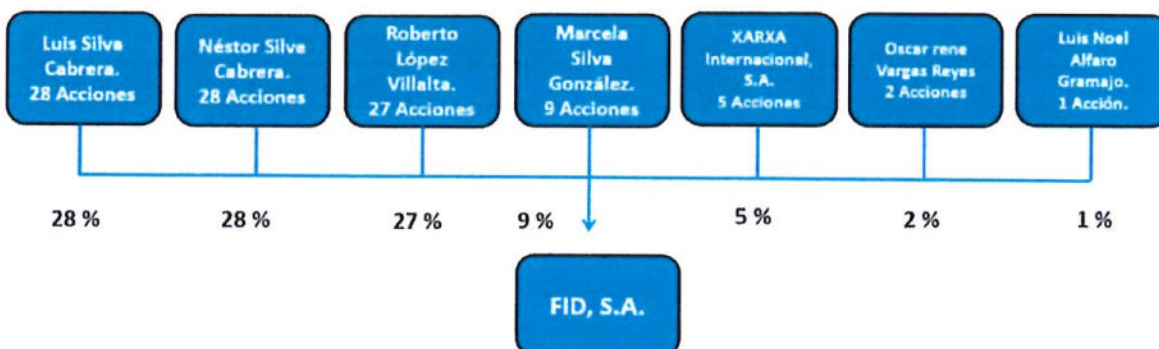 Luis Silva
Cabrera.
28 Acciones
Néstor Silva
Cabrera.
28 Acciones
Roberto
López
Villalta.
27 Acciones
Marcela
Silva
González.
9 Acciones
XARXA
Internacional,
S.A.
5 Acciones
Oscar rene
Vargas Reyes
2 Acciones
Luis Noel
Alfaro
Gramajo.
1 Acción.
28 %
28 %
27 %
9 %
5 %
2 %
1 %
FID, S.A.